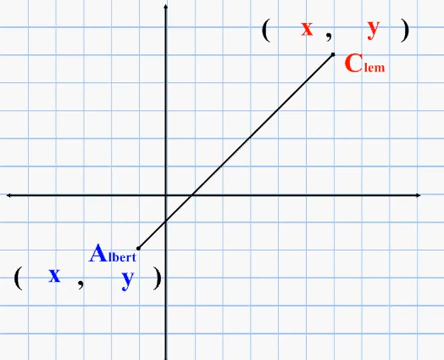 ( x , y )
Clem
Albert
( x , y )